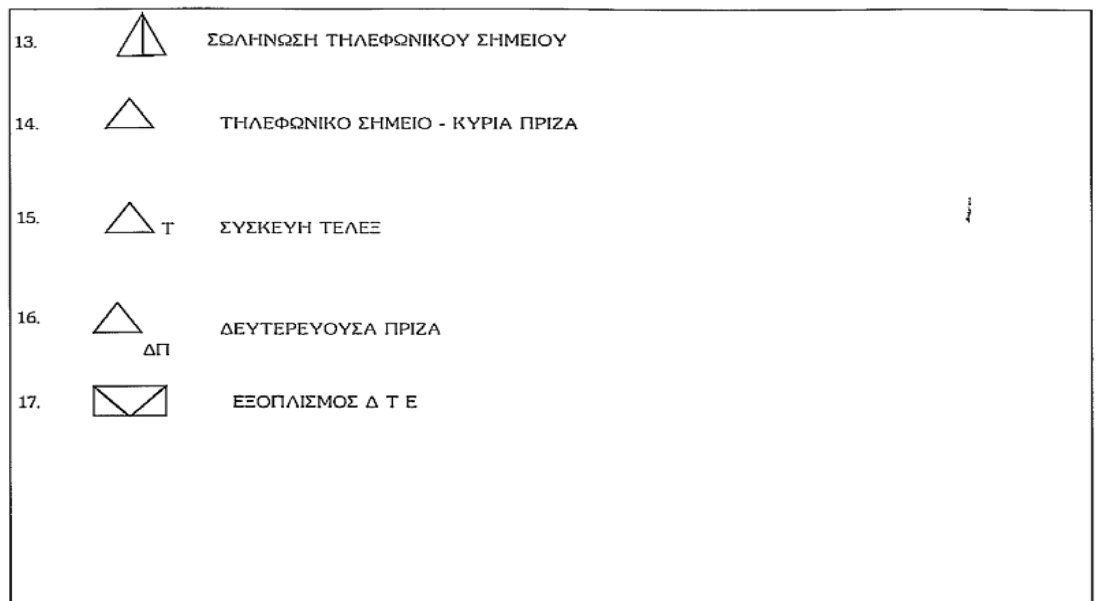 13. ΣΩΛΗΝΩΣΗ ΤΗΛΕΦΩΝΙΚΟΥ ΣΗΜΕΙΟΥ
14. ΤΗΛΕΦΩΝΙΚΟ ΣΗΜΕΙΟ - ΚΥΡΙΑ ΠΡΙΖΑ
15. Τ ΣΥΣΚΕΥΗ ΤΕΛΕΞ
16. ΔΠ ΔΕΥΤΕΡΕΥΟΥΣΑ ΠΡΙΖΑ
17. ΕΞΟΠΛΙΣΜΟΣ Δ Τ Ε